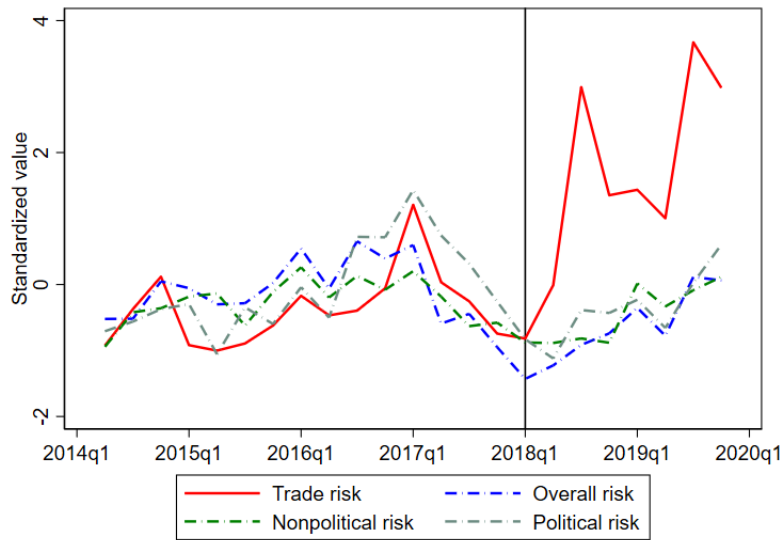 Standardized value
4
2
0
-2
2014q1 2015q1 2016q1 2017q1 2018q1 2019q1 2020q1
Trade risk Overall risk
Nonpolitical risk Political risk